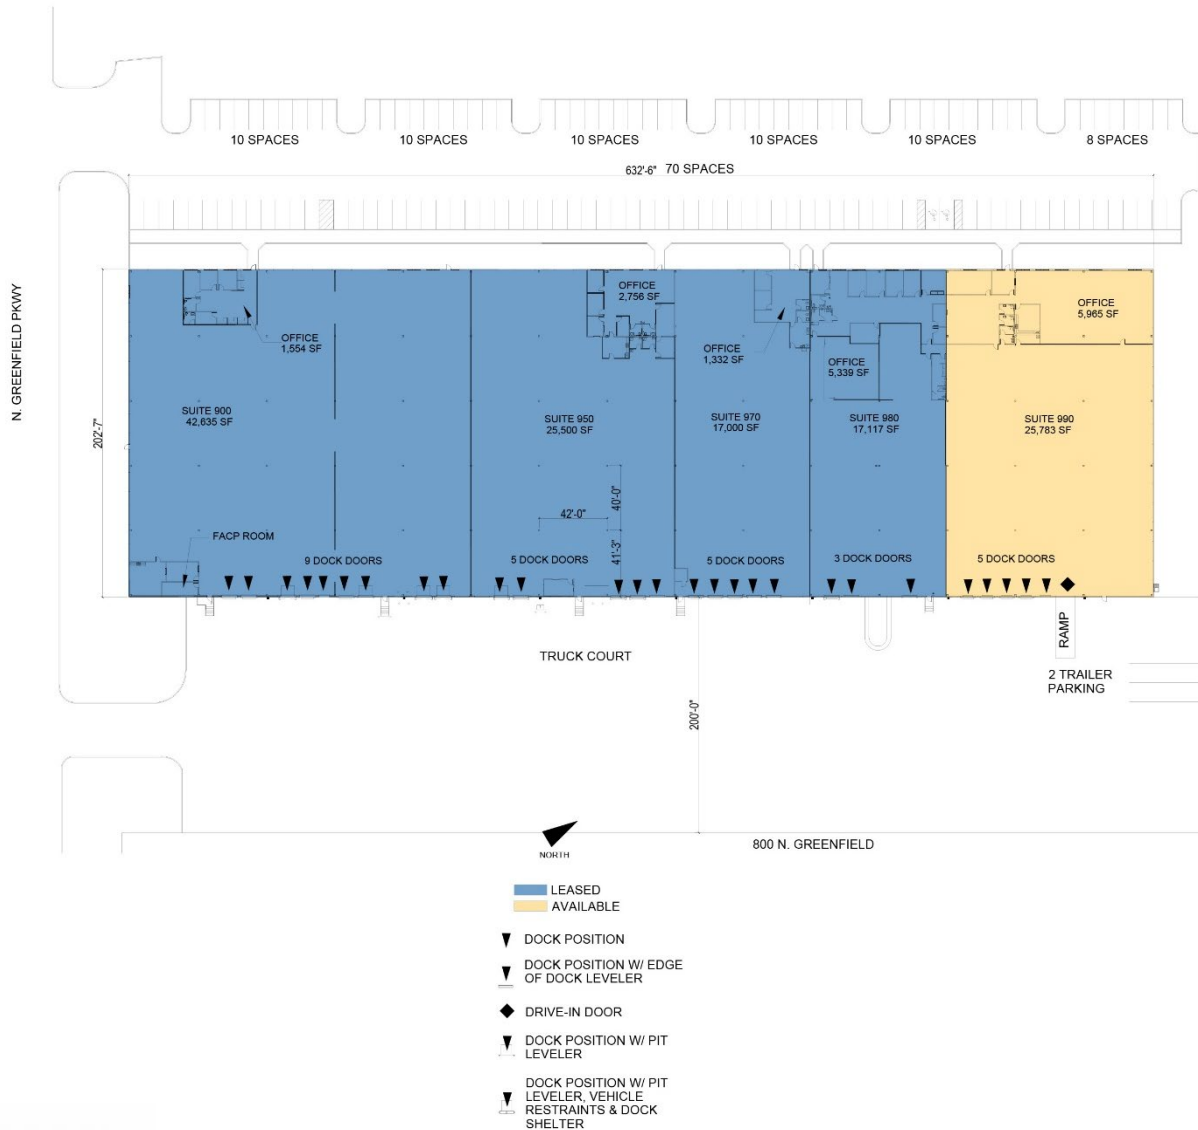 10 SPACES
10 SPACES
10 SPACES
10 SPACES
10 SPACES
8 SPACES
632'-6"
70 SPACES
N. GREENFIELD PKWY
202'-7"
OFFICE
1,554 SF
OFFICE
2,756 SF
OFFICE
1,332 SF
OFFICE
5,339 SF
OFFICE
5,965 SF
SUITE 900
42,635 SF
SUITE 950
25,500 SF
SUITE 970
17,000 SF
SUITE 980
17,117 SF
SUITE 990
25,783 SF
42'-0"
40'-0"
41'-3"
FACP ROOM
9 DOCK DOORS
5 DOCK DOORS
5 DOCK DOORS
3 DOCK DOORS
5 DOCK DOORS
TRUCK COURT
RAMP
2 TRAILER
PARKING
200'-0"
NORTH
800 N. GREENFIELD
LEASED
AVAILABLE
DOCK POSITION
DOCK POSITION W/ EDGE
OF DOCK LEVELER
DRIVE-IN DOOR
DOCK POSITION W/ PIT
LEVELER
DOCK POSITION W/ PIT
LEVELER, VEHICLE
RESTRAINTS & DOCK
SHELTER